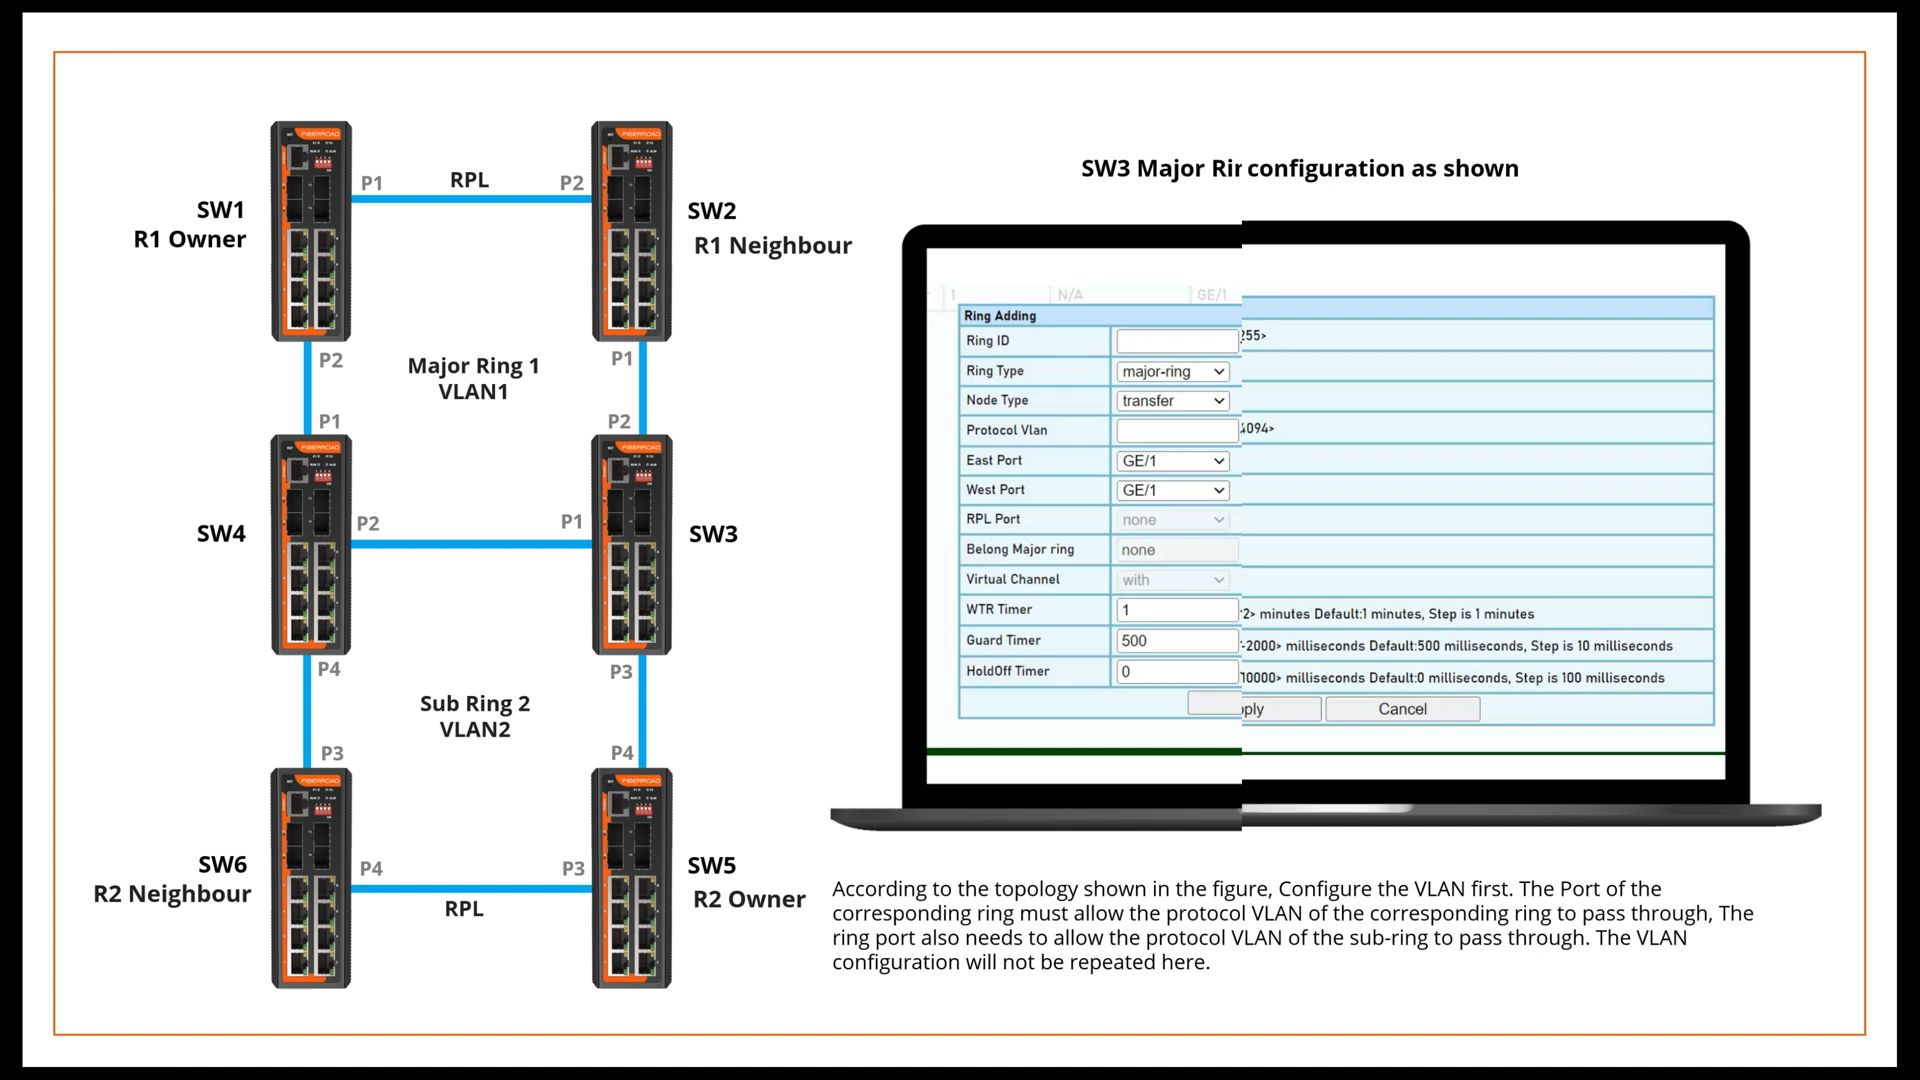 SW1
R1 Owner
P1
RPL
P2
SW2
R1 Neighbour
P2
Major Ring 1
VLAN1
P1
P1
P2
SW4
P2
P1
SW3
P4
Sub Ring 2
VLAN2
P3
P3
P4
SW6
R2 Neighbour
P4
RPL
P3
SW5
R2 Owner
FIBERROAD
FIBERROAD
FIBERROAD
FIBERROAD
FIBERROAD
FIBERROAD
SW3 Major Rir configuration as shown
1 N/A GE/1
Ring Adding
Ring ID 255>
Ring Type major-ring
Node Type transfer
Protocol Vlan 4094>
East Port GE/1
West Port GE/1
RPL Port none
Belong Major ring none
Virtual Channel with
WTR Timer 1 2> minutes Default:1 minutes, Step is 1 minutes
Guard Timer 500 -2000> milliseconds Default:500 milliseconds, Step is 10 milliseconds
HoldOff Timer 0 10000> milliseconds Default:0 milliseconds, Step is 100 milliseconds
ply Cancel
According to the topology shown in the figure, Configure the VLAN first. The Port of the
corresponding ring must allow the protocol VLAN of the corresponding ring to pass through, The
ring port also needs to allow the protocol VLAN of the sub-ring to pass through. The VLAN
configuration will not be repeated here.